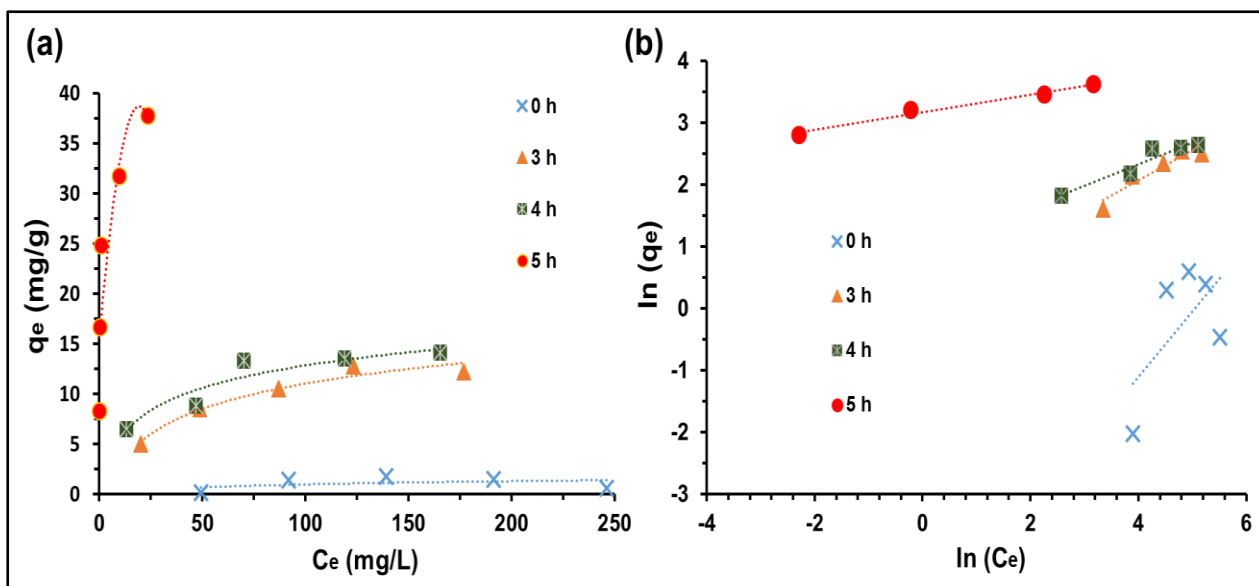 (a)
qe (mg/g)
40
35
30
25
20
15
10
5
0
0 50 100 150 200 250
Ce (mg/L)
0 h
3 h
4 h
5 h
(b)
ln (qe)
4
3
2
1
0
-1
-2
-3
-4 -2 0 2 4 6
ln (Ce)
0 h
3 h
4 h
5 h